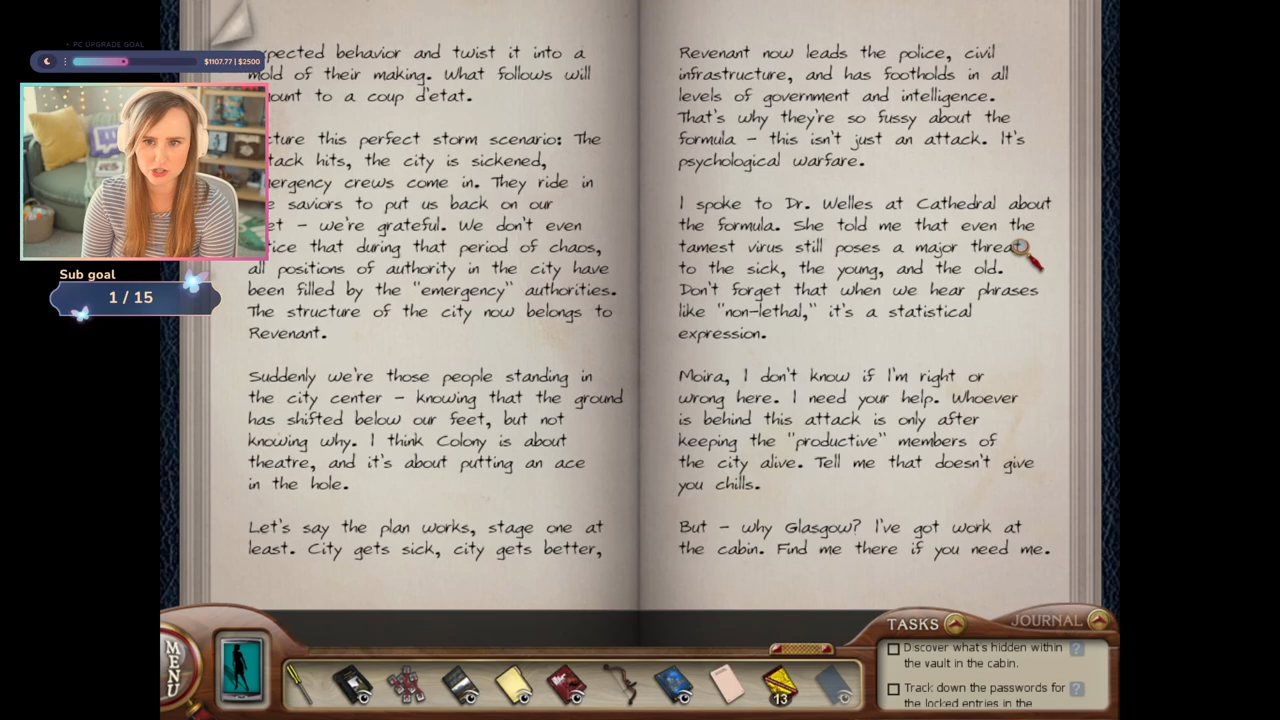 PC UPGRADE GOAL
$1107.77 | $2500
Sub goal
1 / 15
expected behavior and twist it into a
mold of their making. What follows will
amount to a coup d'etat.
this perfect storm scenario: The
attack hits, the city is sickened,
emergency crews come in. They ride in
saviors to put us back on our
feet - we're grateful. We don't even
notice that during that period of chaos,
all positions of authority in the city have
been filled by the "emergency" authorities.
The structure of the city now belongs to
Revenant.
Suddenly we're those people standing in
the city center - knowing that the ground
has shifted below our feet, but not
knowing why. I think Colony is about
theatre, and it's about putting an ace
in the hole.
Let's say the plan works, stage one at
least. City gets sick, city gets better,
Revenant now leads the police, civil
infrastructure, and has footholds in all
levels of government and intelligence.
That's why they're so fussy about the
formula - this isn't just an attack. It's
psychological warfare.
I spoke to Dr. Welles at Cathedral about
the formula. She told me that even the
tamest virus still poses a major threat
to the sick, the young, and the old.
Don't forget that when we hear phrases
like "non-lethal," it's a statistical
expression.
Moira, I don't know if I'm right or
wrong here. I need your help. Whoever
is behind this attack is only after
keeping the "productive" members of
the city alive. Tell me that doesn't give
you chills.
But - why Glasgow? I've got work at
the cabin. Find me there if you need me.
MENU
13
TASKS
JOURNAL
Discover what's hidden within ?
the vault in the cabin.
Track down the passwords for ?
the locked entries in the